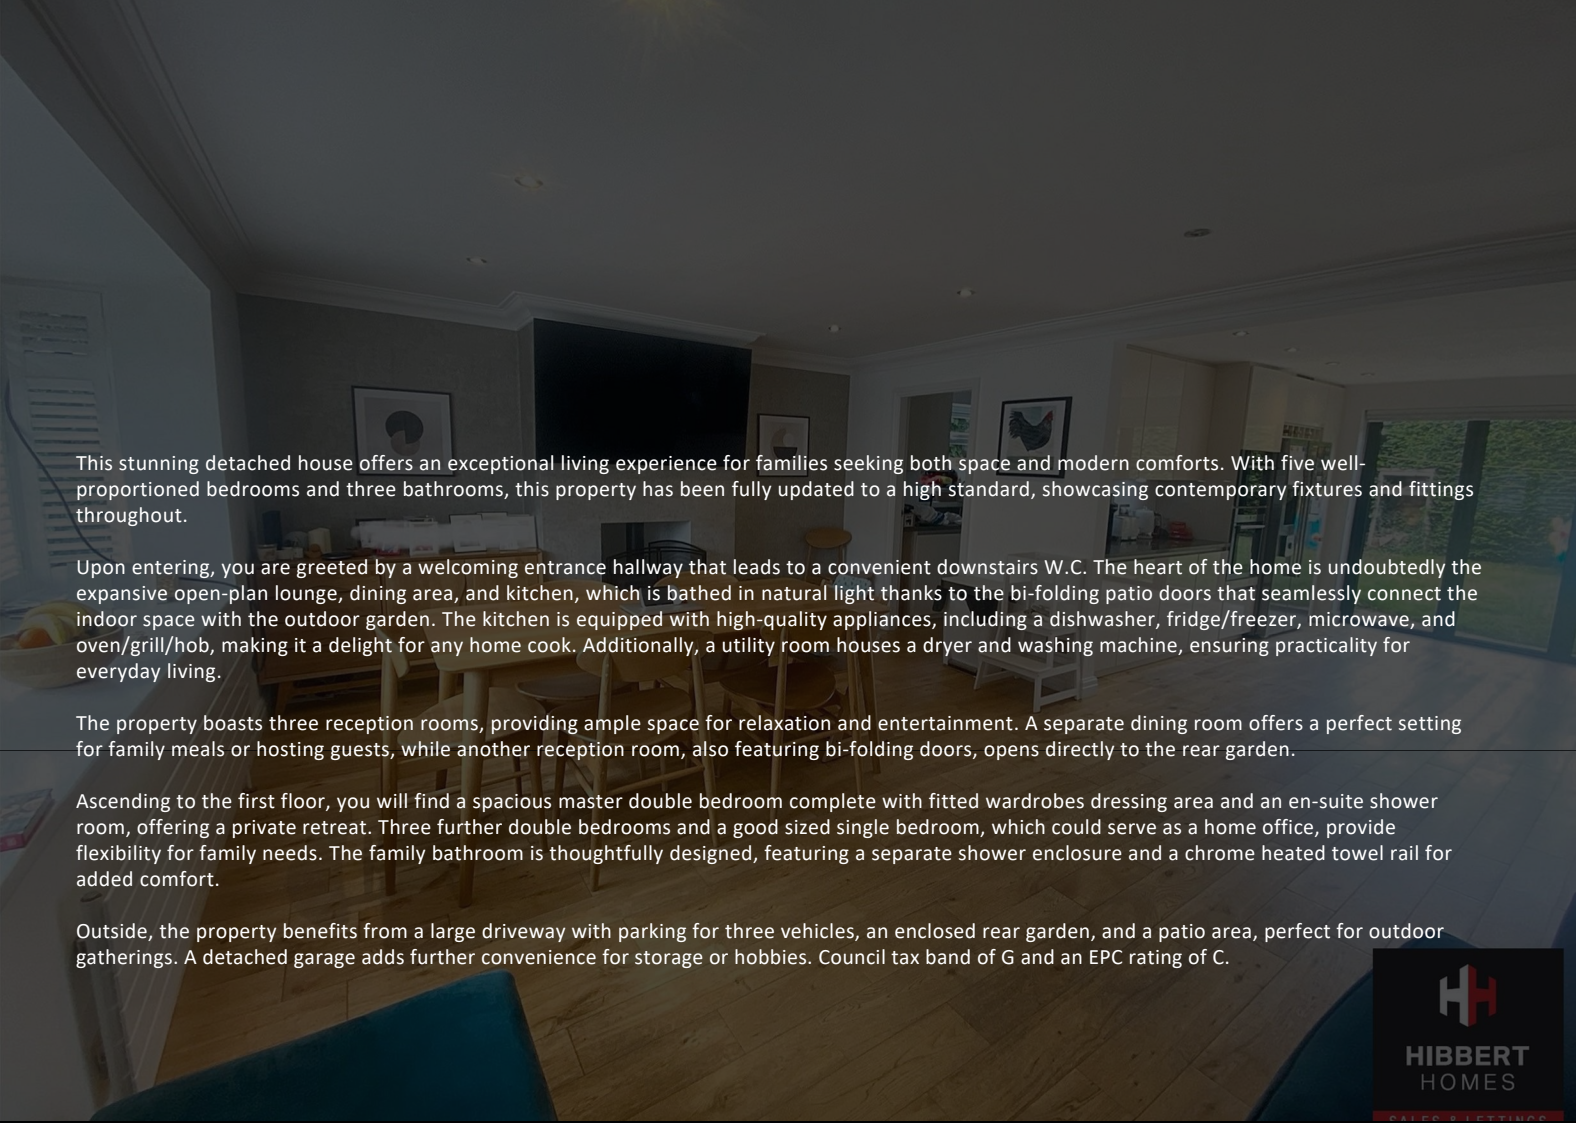 This stunning detached house offers an exceptional living experience for families seeking both space and modern comforts. With five well-
proportioned bedrooms and three bathrooms, this property has been fully updated to a high standard, showcasing contemporary fixtures and fittings
throughout.
Upon entering, you are greeted by a welcoming entrance hallway that leads to a convenient downstairs W.C. The heart of the home is undoubtedly the
expansive open-plan lounge, dining area, and kitchen, which is bathed in natural light thanks to the bi-folding patio doors that seamlessly connect the
indoor space with the outdoor garden. The kitchen is equipped with high-quality appliances, including a dishwasher, fridge/freezer, microwave, and
oven/grill/hob, making it a delight for any home cook. Additionally, a utility room houses a dryer and washing machine, ensuring practicality for
everyday living.
The property boasts three reception rooms, providing ample space for relaxation and entertainment. A separate dining room offers a perfect setting
for family meals or hosting guests, while another reception room, also featuring bi-folding doors, opens directly to the rear garden.
Ascending to the first floor, you will find a spacious master double bedroom complete with fitted wardrobes dressing area and an en-suite shower
room, offering a private retreat. Three further double bedrooms and a good sized single bedroom, which could serve as a home office, provide
flexibility for family needs. The family bathroom is thoughtfully designed, featuring a separate shower enclosure and a chrome heated towel rail for
added comfort.
Outside, the property benefits from a large driveway with parking for three vehicles, an enclosed rear garden, and a patio area, perfect for outdoor
gatherings. A detached garage adds further convenience for storage or hobbies. Council tax band of G and an EPC rating of C.
HIBBERT
HOMES
SALES & LETTINGS